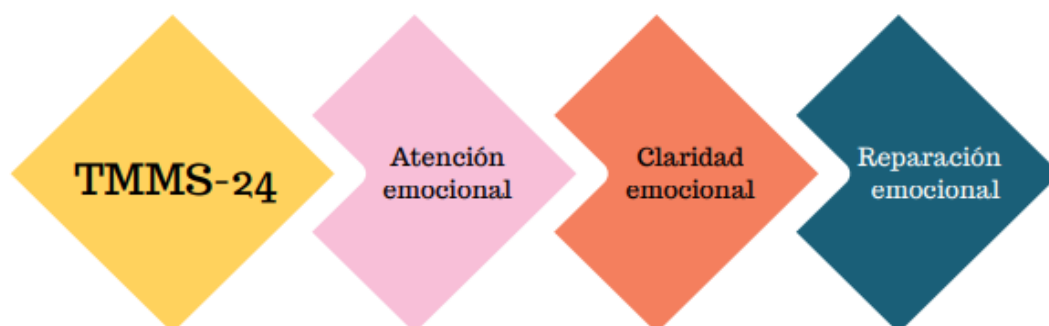 TMMS-24
Atención
emocional
Claridad
emocional
Reparación
emocional